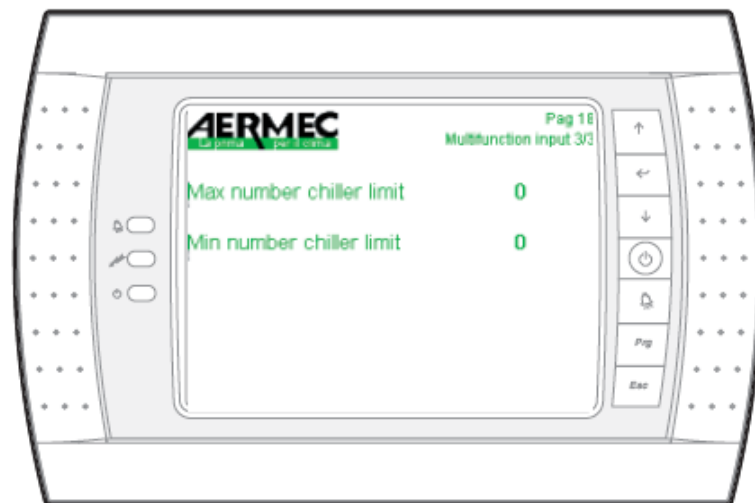 AERMEC
La prima per il clima
Pag 18
Multifunction input 3/3
Max number chiller limit 0
Min number chiller limit 0
Prg
Esc